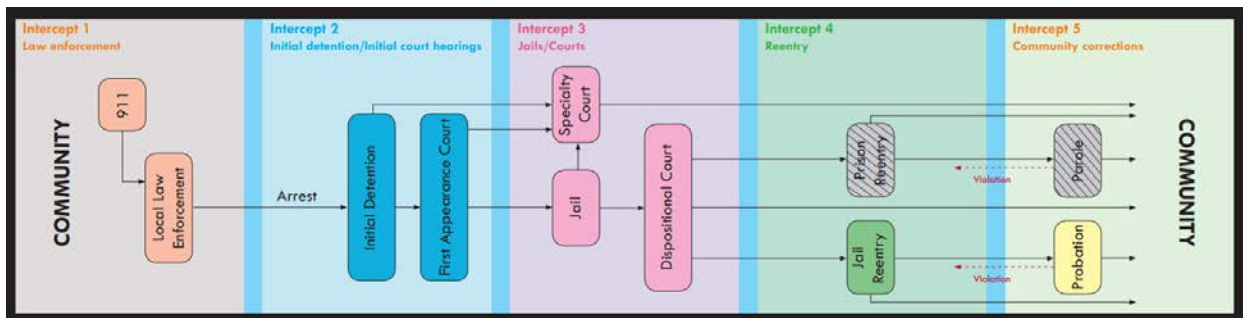 Intercept 1
Law enforcement
COMMUNITY
911
Local Law
Enforcement
Arrest
Intercept 2
Initial detention/Initial court hearings
Initial Detention
First Appearance Court
Intercept 3
Jails/Courts
Specialty
Court
Jail
Dispositional Court
Intercept 4
Reentry
Prison
Reentry
Violation
Jail
Reentry
Violation
Intercept 5
Community corrections
Parole
Probation
COMMUNITY